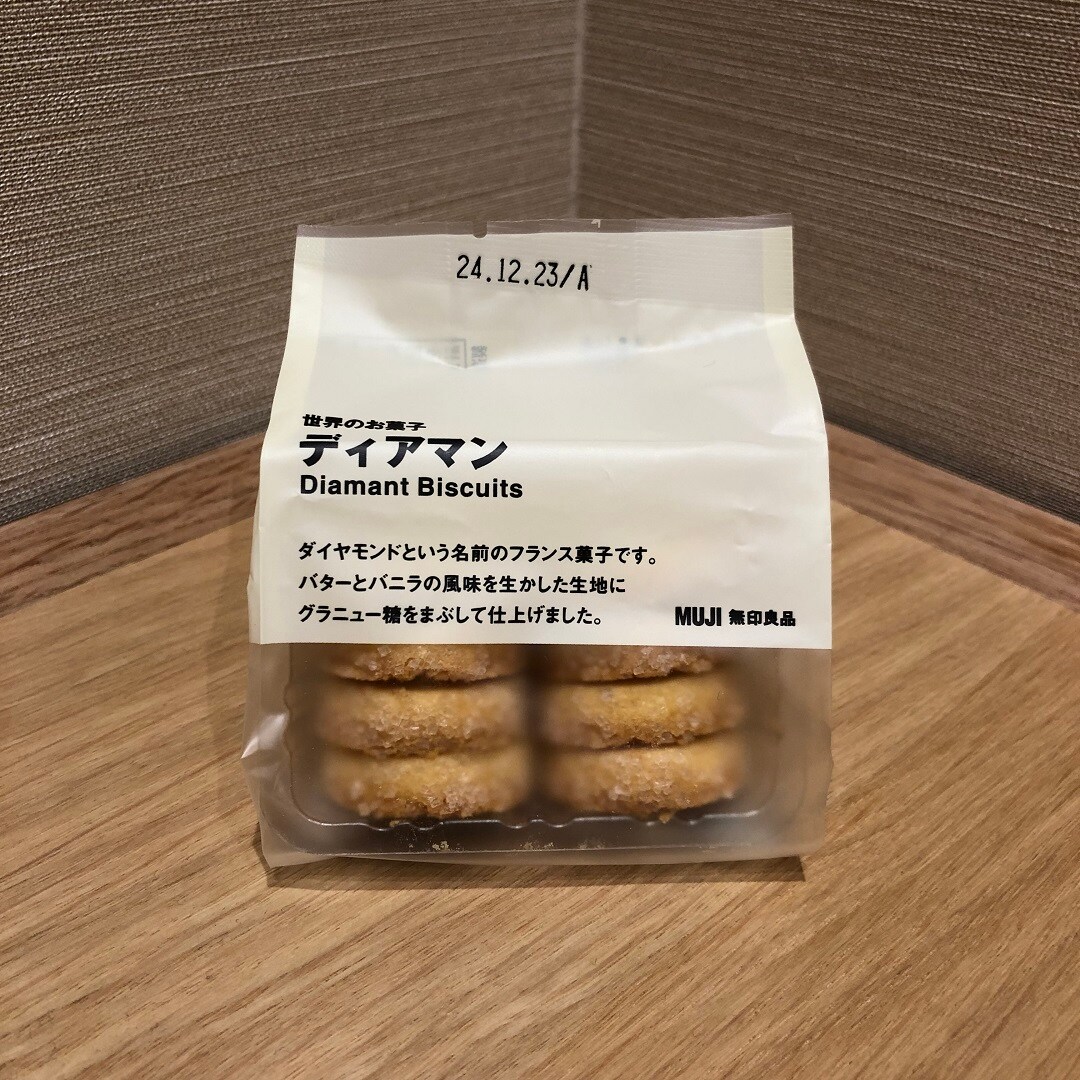 24.12.23/A
世界のお菓子
ディアマン
Diamant Biscuits
ダイヤモンドという名前のフランス菓子です。
バターとバニラの風味を生かした生地に
グラニュー糖をまぶして仕上げました。
MUJI 無印良品